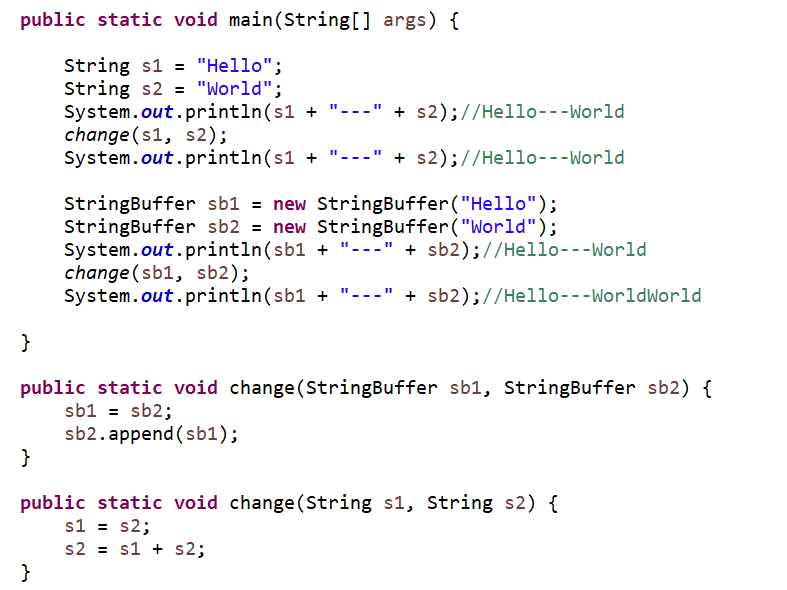 public static void main(String[] args) {
String s1 = "Hello";
String s2 = "World";
System.out.println(s1 + "---" + s2);//Hello---World
change(s1, s2);
System.out.println(s1 + "---" + s2);//Hello---World
StringBuffer sb1 = new StringBuffer("Hello");
StringBuffer sb2 = new StringBuffer("World");
System.out.println(sb1 + "---" + sb2);//Hello---World
change(sb1, sb2);
System.out.println(sb1 + "---" + sb2);//Hello---WorldWorld
}
public static void change(StringBuffer sb1, StringBuffer sb2) {
sb1 = sb2;
sb2.append(sb1);
}
public static void change(String s1, String s2) {
s1 = s2;
s2 = s1 + s2;
}